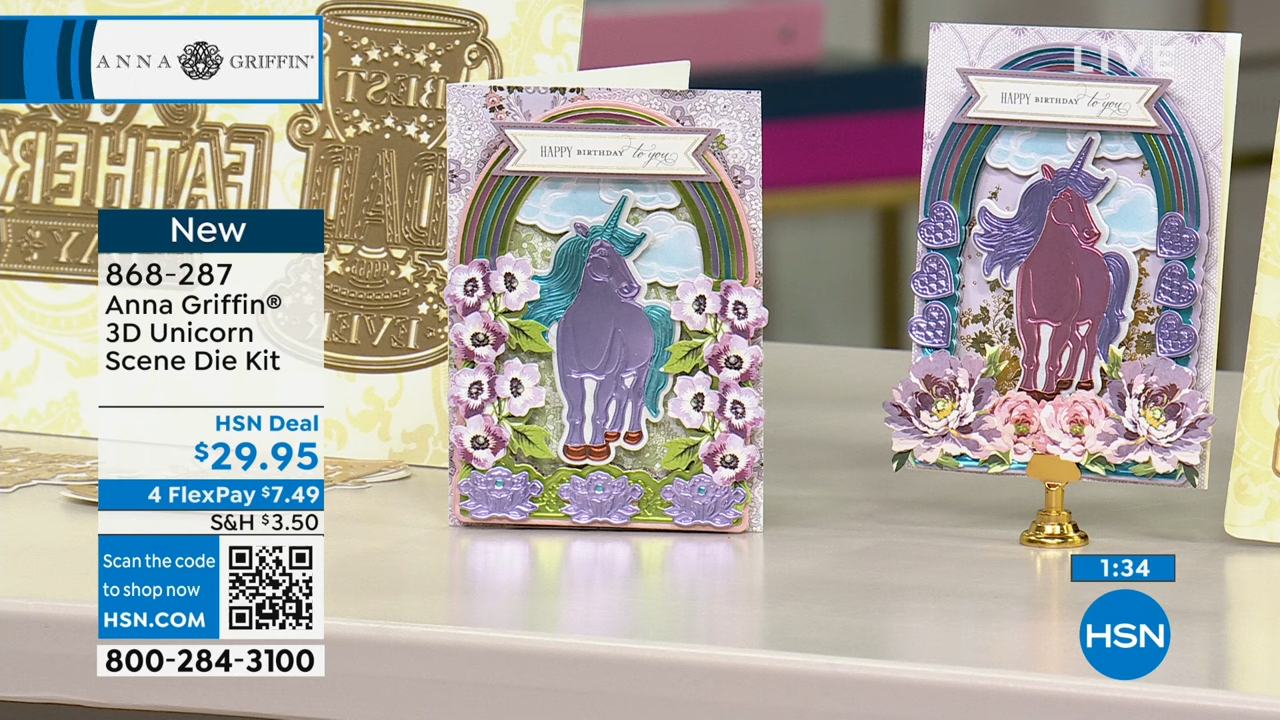 ANNA GRIFFIN®
LIVE
New
868-287
Anna Griffin®
3D Unicorn
Scene Die Kit
HSN Deal
$29.95
4 FlexPay $7.49
S&H $3.50
Scan the code
to shop now
HSN.COM
800-284-3100
BEST
DAD
EVER
FATHER'S
HAPPY BIRTHDAY to you
HAPPY BIRTHDAY to you
1:34
HSN